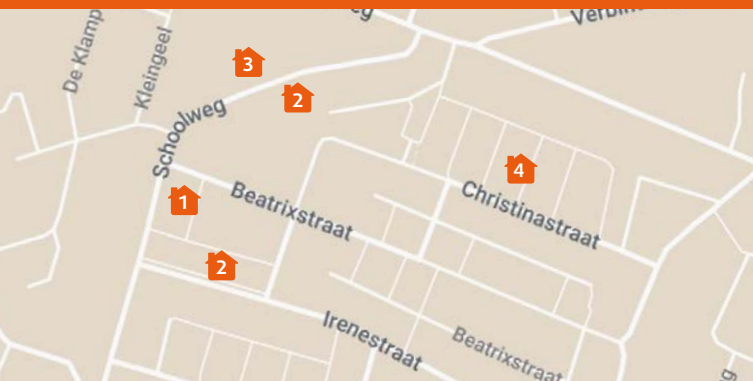 De Klamp
Kleingeel
3
2
Schoolweg
4
1
Beatrixstraat
Christinastraat
2
Irenestraat
Beatrixstraat